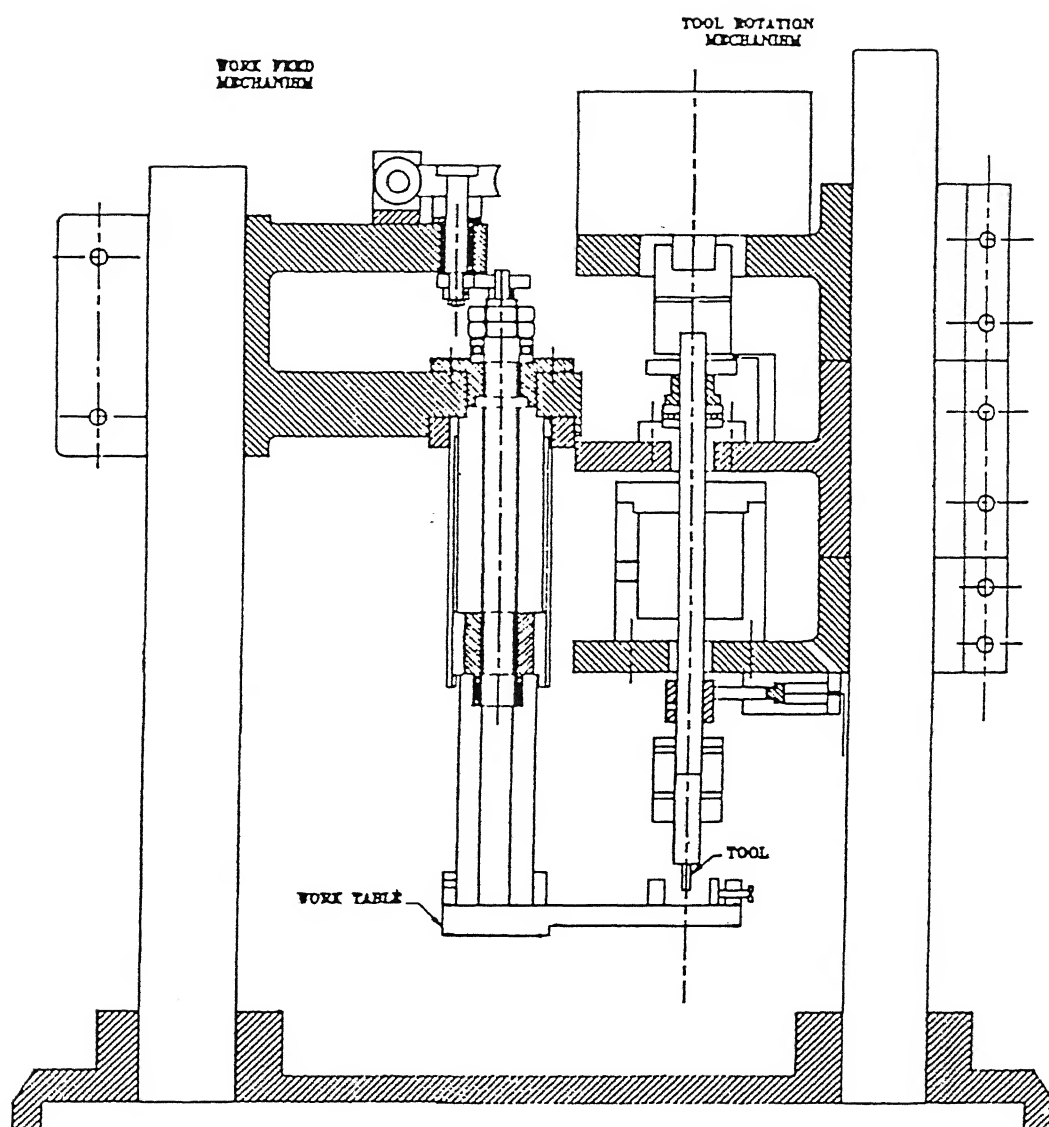 TOOL ROTATION
MECHANISM
WORK FEED
MECHANISM
TOOL
WORK TABLE